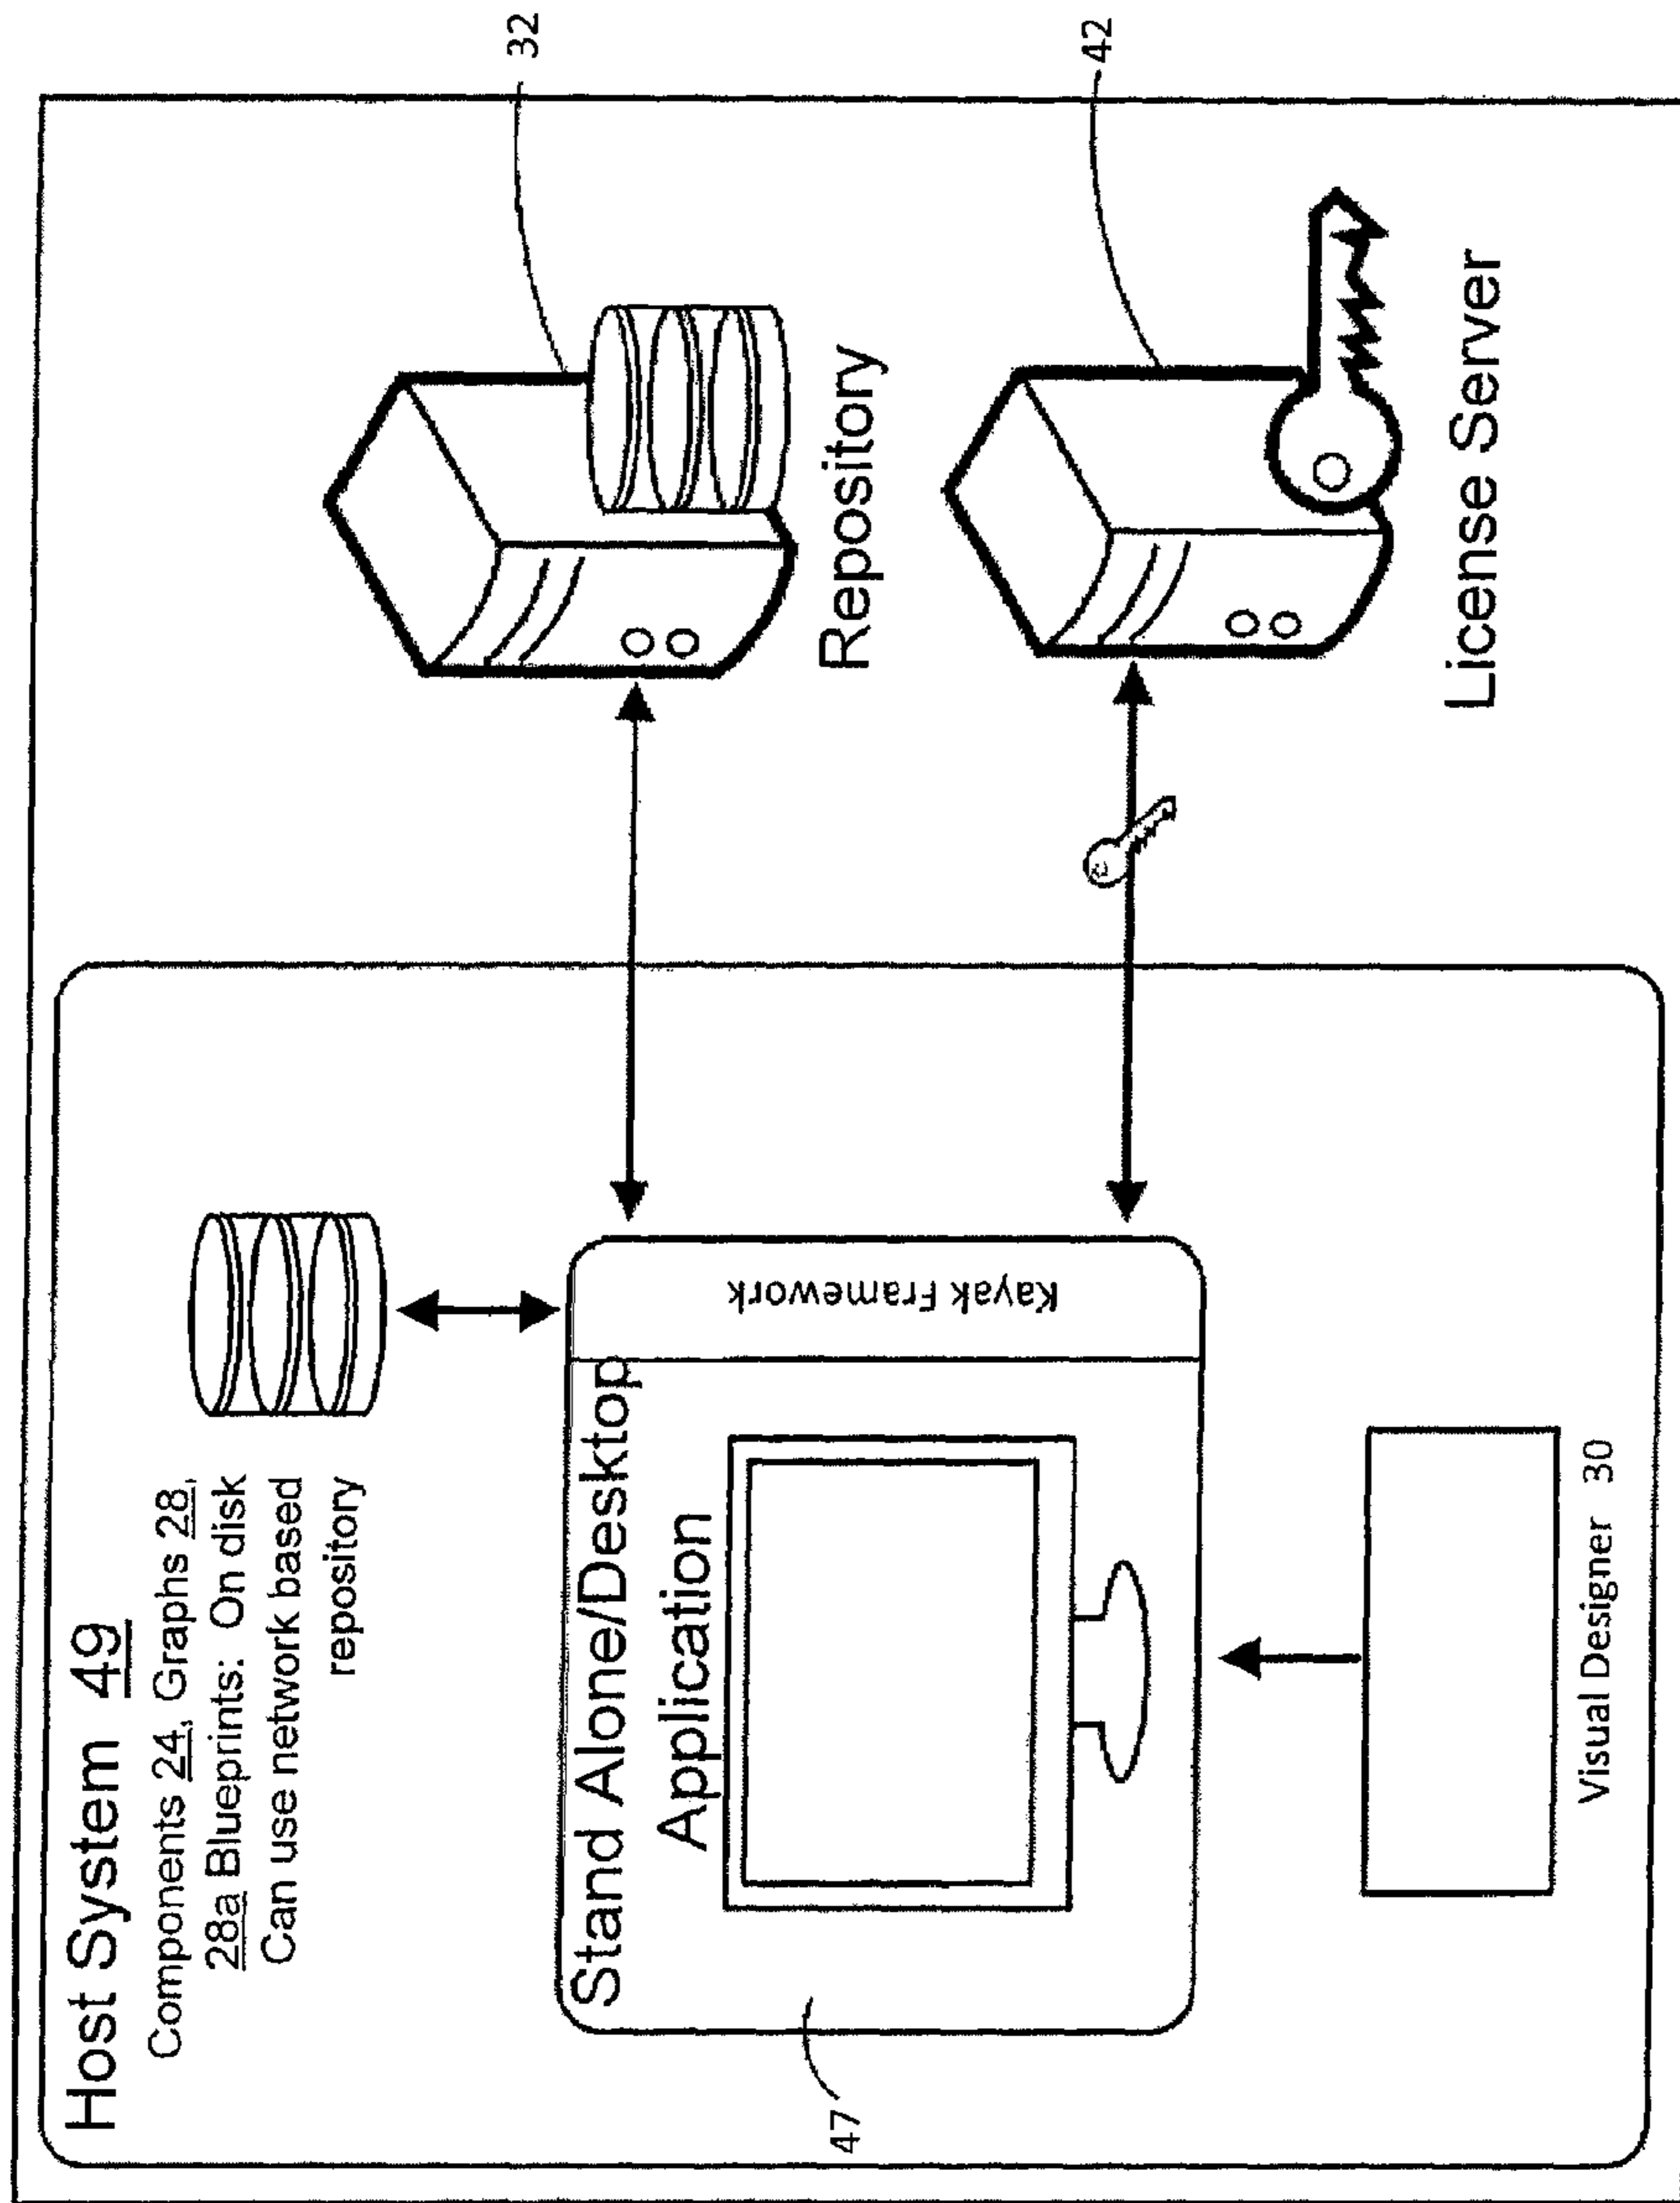 Host System 49
Components 24, Graphs 28,
28a Blueprints: On disk
Can use network based
repository
Stand Alone/Desktop
Application
Kayak Framework
47
Visual Designer 30
32
Repository
42
License Server